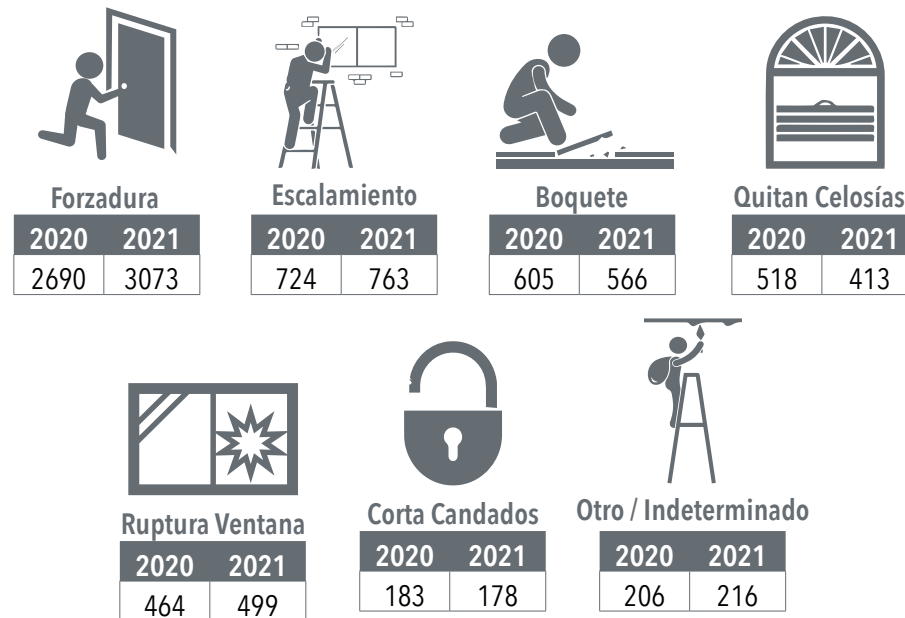 Forzadura
2020 2021
2690 3073
Escalamiento
2020 2021
724 763
Boquete
2020 2021
605 566
Quitan Celosías
2020 2021
518 413
Ruptura Ventana
2020 2021
464 499
Corta Candados
2020 2021
183 178
Otro / Indeterminado
2020 2021
206 216